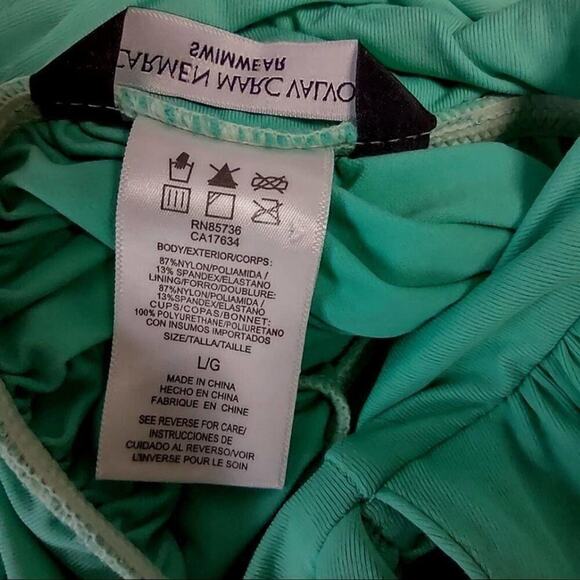 CARMEN MARC VALVO
SWIMWEAR
RN85736
CA17634
BODY/EXTERIOR/CORPS:
87%NYLON/POLIAMIDA/
13% SPANDEX/ELASTANO
LINING/FORRO/DOUBLURE:
87%NYLON/POLIAMIDA/
13%SPANDEX/ELASTANO
CUPS/COPAS/BONNET:
100% POLYURETHANE/POLIURETANO
CON INSUMOS IMPORTADOS
SIZE/TALLA/TAILLE
L/G
MADE IN CHINA
HECHO EN CHINA
FABRIQUE EN CHINE
SEE REVERSE FOR CARE/
INSTRUCCIONES DE
CUIDADO AL REVERSO/VOIR
L'INVERSE POUR LE SOIN